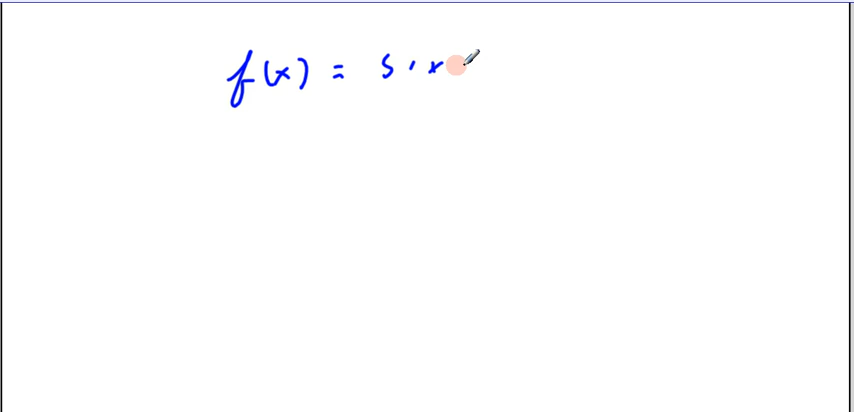 f(x) = 5 · x